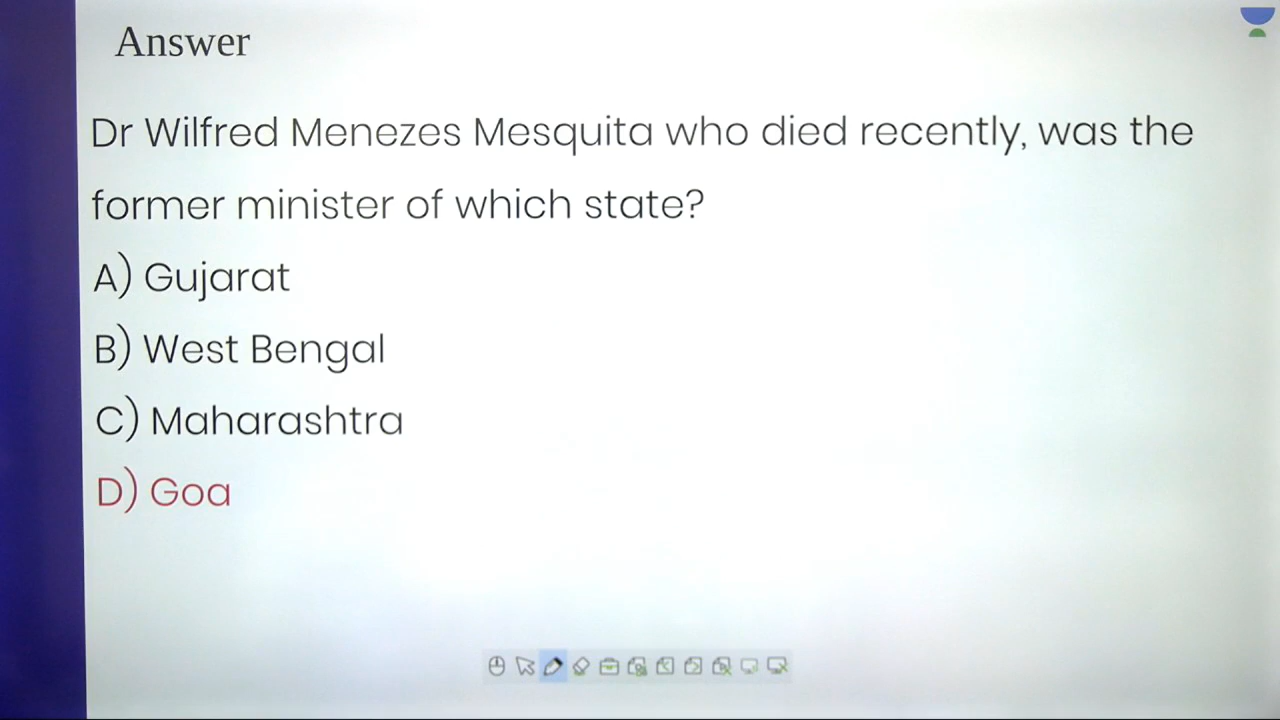 Answer
Dr Wilfred Menezes Mesquita who died recently, was the
former minister of which state?
A) Gujarat
B) West Bengal
C) Maharashtra
D) Goa